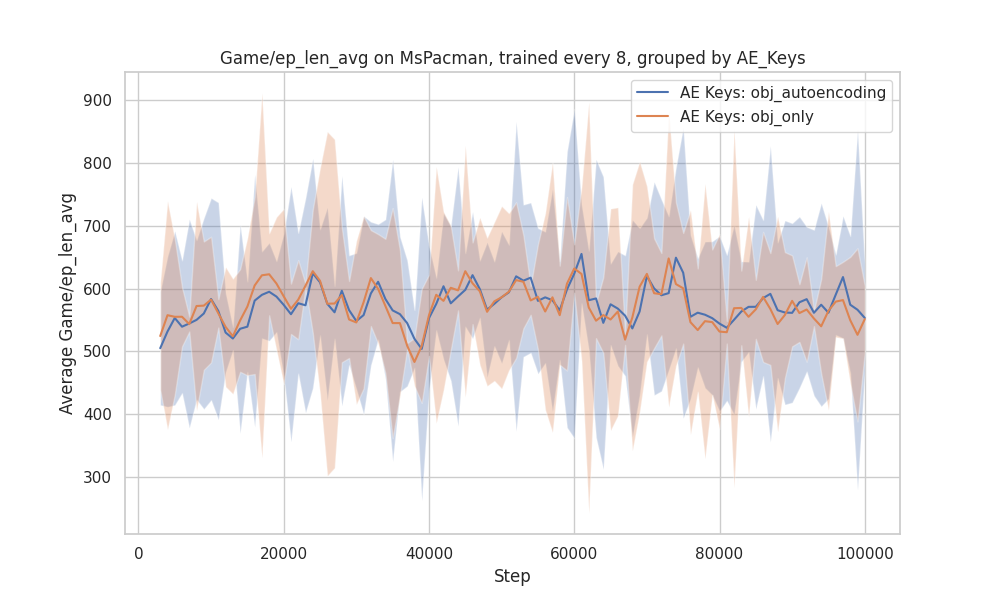 Game/ep_len_avg on MsPacman, trained every 8, grouped by AE_Keys
AE Keys: obj_autoencoding
AE Keys: obj_only
Average Game/ep_len_avg
900
800
700
600
500
400
300
0 20000 40000 60000 80000 100000
Step